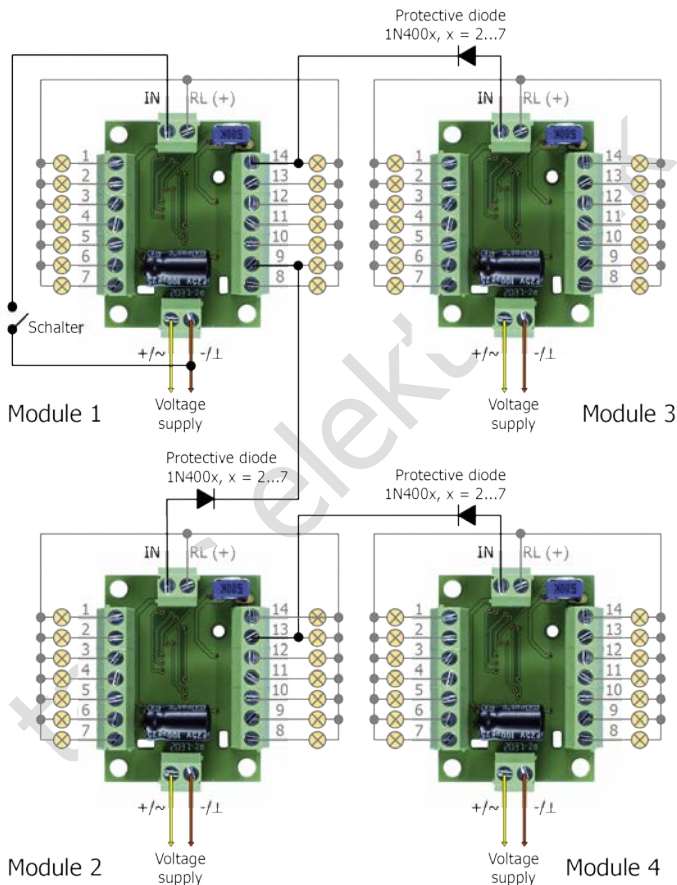 Protective diode
1N400x, x = 2...7
IN RL (+)
1
2
3
4
5
6
7
14
13
12
11
10
9
8
Schalter
+/~ -/⊥
Voltage
supply
Module 1
IN RL (+)
1
2
3
4
5
6
7
14
13
12
11
10
9
8
+/~ -/⊥
Voltage
supply
Module 3
Protective diode
1N400x, x = 2...7
IN RL (+)
1
2
3
4
5
6
7
14
13
12
11
10
9
8
+/~ -/⊥
Voltage
supply
Module 2
Protective diode
1N400x, x = 2...7
IN RL (+)
1
2
3
4
5
6
7
14
13
12
11
10
9
8
+/~ -/⊥
Voltage
supply
Module 4